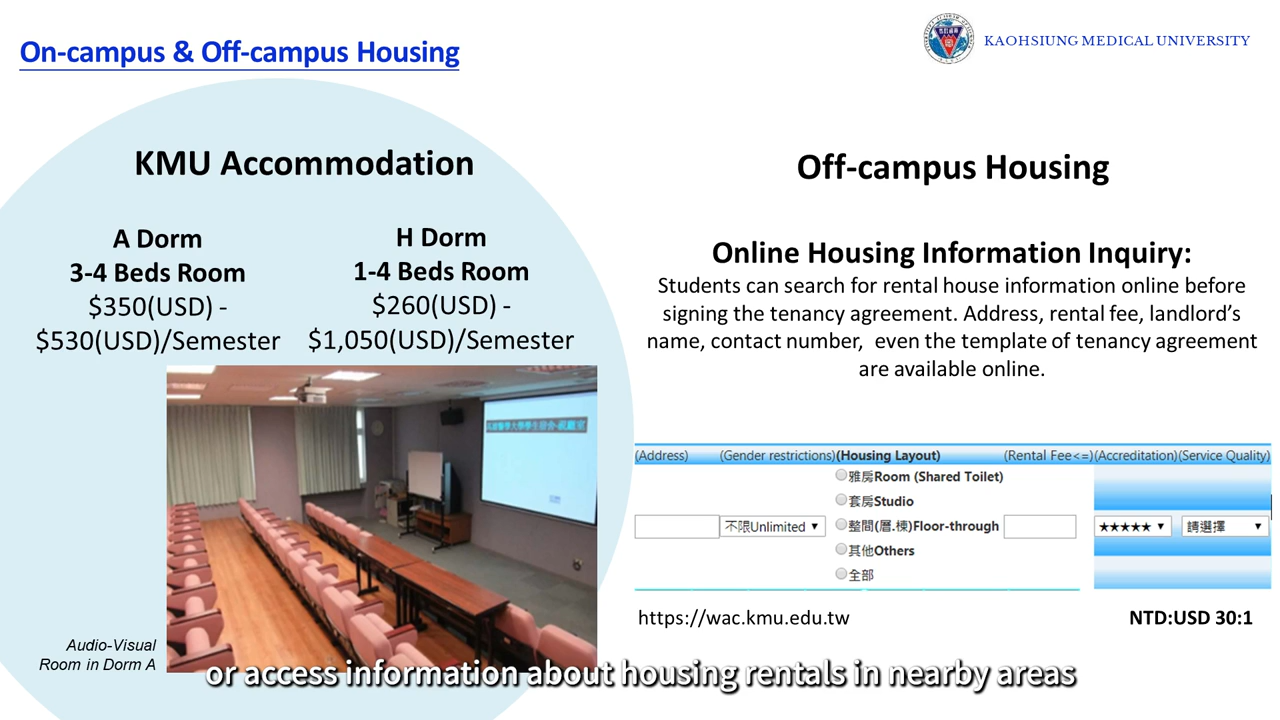 On-campus & Off-campus Housing
KAOHSIUNG MEDICAL UNIVERSITY
KMU Accommodation
A Dorm
3-4 Beds Room
$350(USD) -
$530(USD)/Semester
H Dorm
1-4 Beds Room
$260(USD) -
$1,050(USD)/Semester
Audio-Visual
Room in Dorm A
Off-campus Housing
Online Housing Information Inquiry:
Students can search for rental house information online before
signing the tenancy agreement. Address, rental fee, landlord's
name, contact number, even the template of tenancy agreement
are available online.
(Address) (Gender restrictions) (Housing Layout) (Rental Fee<=) (Accreditation) (Service Quality)
雅房Room (Shared Toilet)
套房Studio
不限Unlimited ▼ 整間(層.棟)Floor-through ★★★★★ ▼ 請選擇 ▼
其他Others
全部
https://wac.kmu.edu.tw
NTD:USD 30:1
or access information about housing rentals in nearby areas